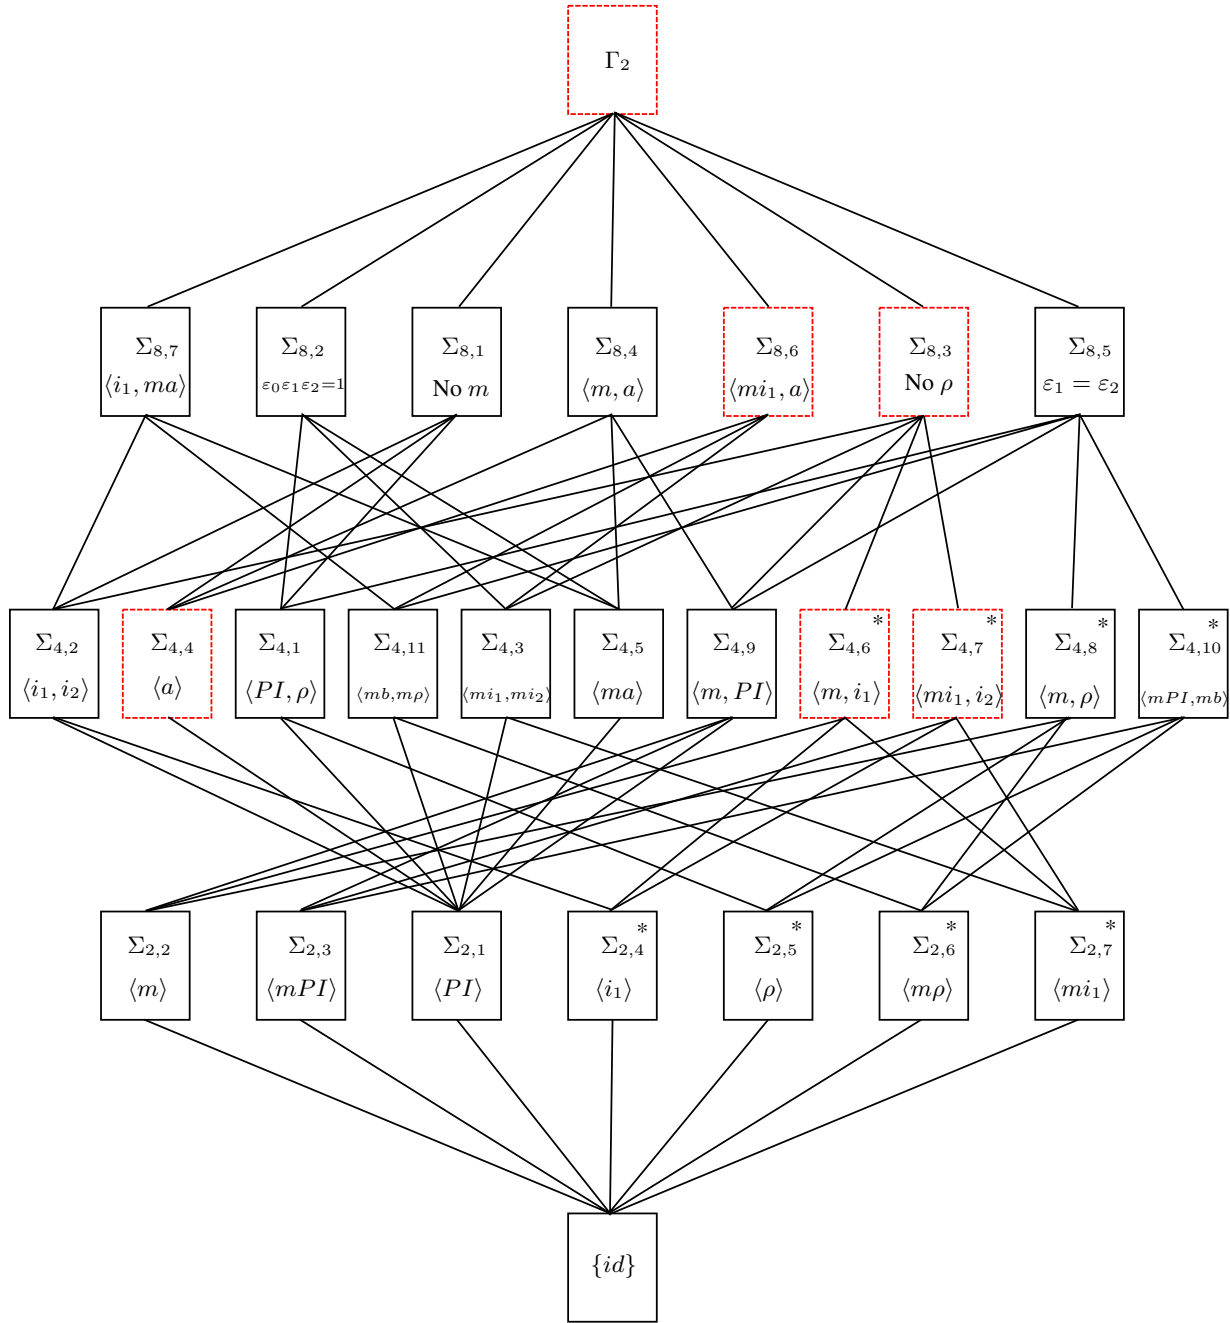 Γ₂
Σ₈,₇ Σ₈,₂ Σ₈,₁ Σ₈,₄ Σ₈,₆ Σ₈,₃ Σ₈,₅
⟨i₁, ma⟩ ε₀ε₁ε₂=1 No m ⟨m, a⟩ ⟨mi₁, a⟩ No ρ ε₁ = ε₂
* * * *
Σ₄,₂ Σ₄,₄ Σ₄,₁ Σ₄,₁₁ Σ₄,₃ Σ₄,₅ Σ₄,₉ Σ₄,₆ Σ₄,₇ Σ₄,₈ Σ₄,₁₀
⟨i₁, i₂⟩ ⟨a⟩ ⟨PI, ρ⟩ ⟨mb, mρ⟩ ⟨mi₁, mi₂⟩ ⟨ma⟩ ⟨m, PI⟩ ⟨m, i₁⟩ ⟨mi₁, i₂⟩ ⟨m, ρ⟩ ⟨mPI, mb⟩
* * * *
Σ₂,₂ Σ₂,₃ Σ₂,₁ Σ₂,₄ Σ₂,₅ Σ₂,₆ Σ₂,₇
⟨m⟩ ⟨mPI⟩ ⟨PI⟩ ⟨i₁⟩ ⟨ρ⟩ ⟨mρ⟩ ⟨mi₁⟩
{id}